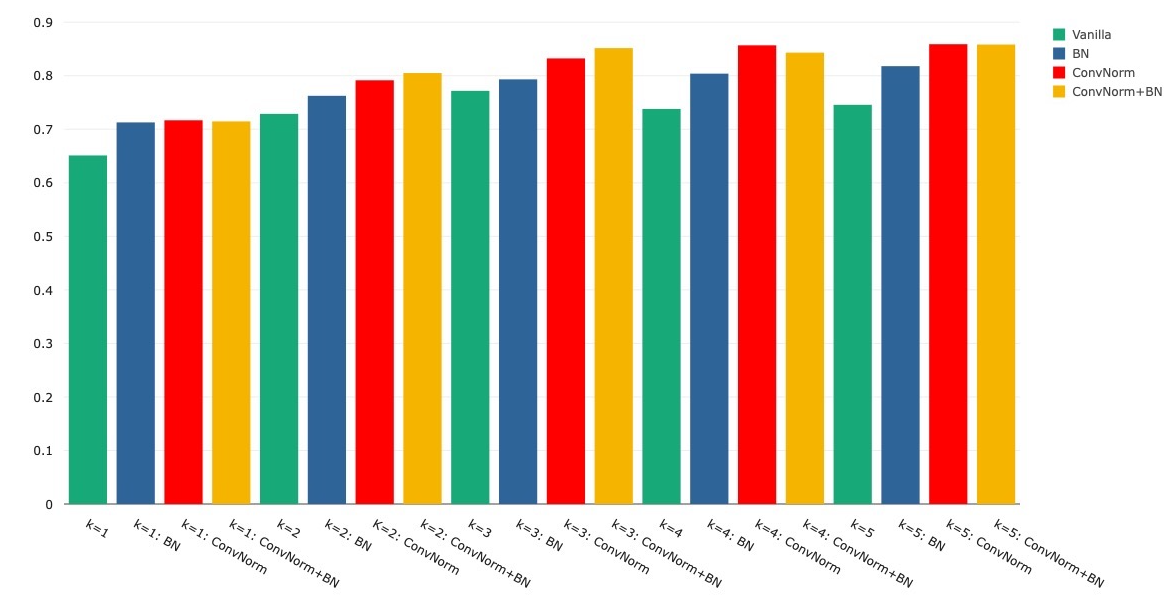 0.9
0.8
0.7
0.6
0.5
0.4
0.3
0.2
0.1
0
k=1
k=1: BN
k=1: ConvNorm
k=1: ConvNorm+BN
k=2
k=2: BN
K=2: ConvNorm
k=2: ConvNorm+BN
k=3
k=3: BN
k=3: ConvNorm
k=3: ConvNorm+BN
k=4
k=4: BN
k=4: ConvNorm
k=4: ConvNorm+BN
k=5
k=5: BN
k=5: ConvNorm
k=5: ConvNorm+BN
Vanilla
BN
ConvNorm
ConvNorm+BN